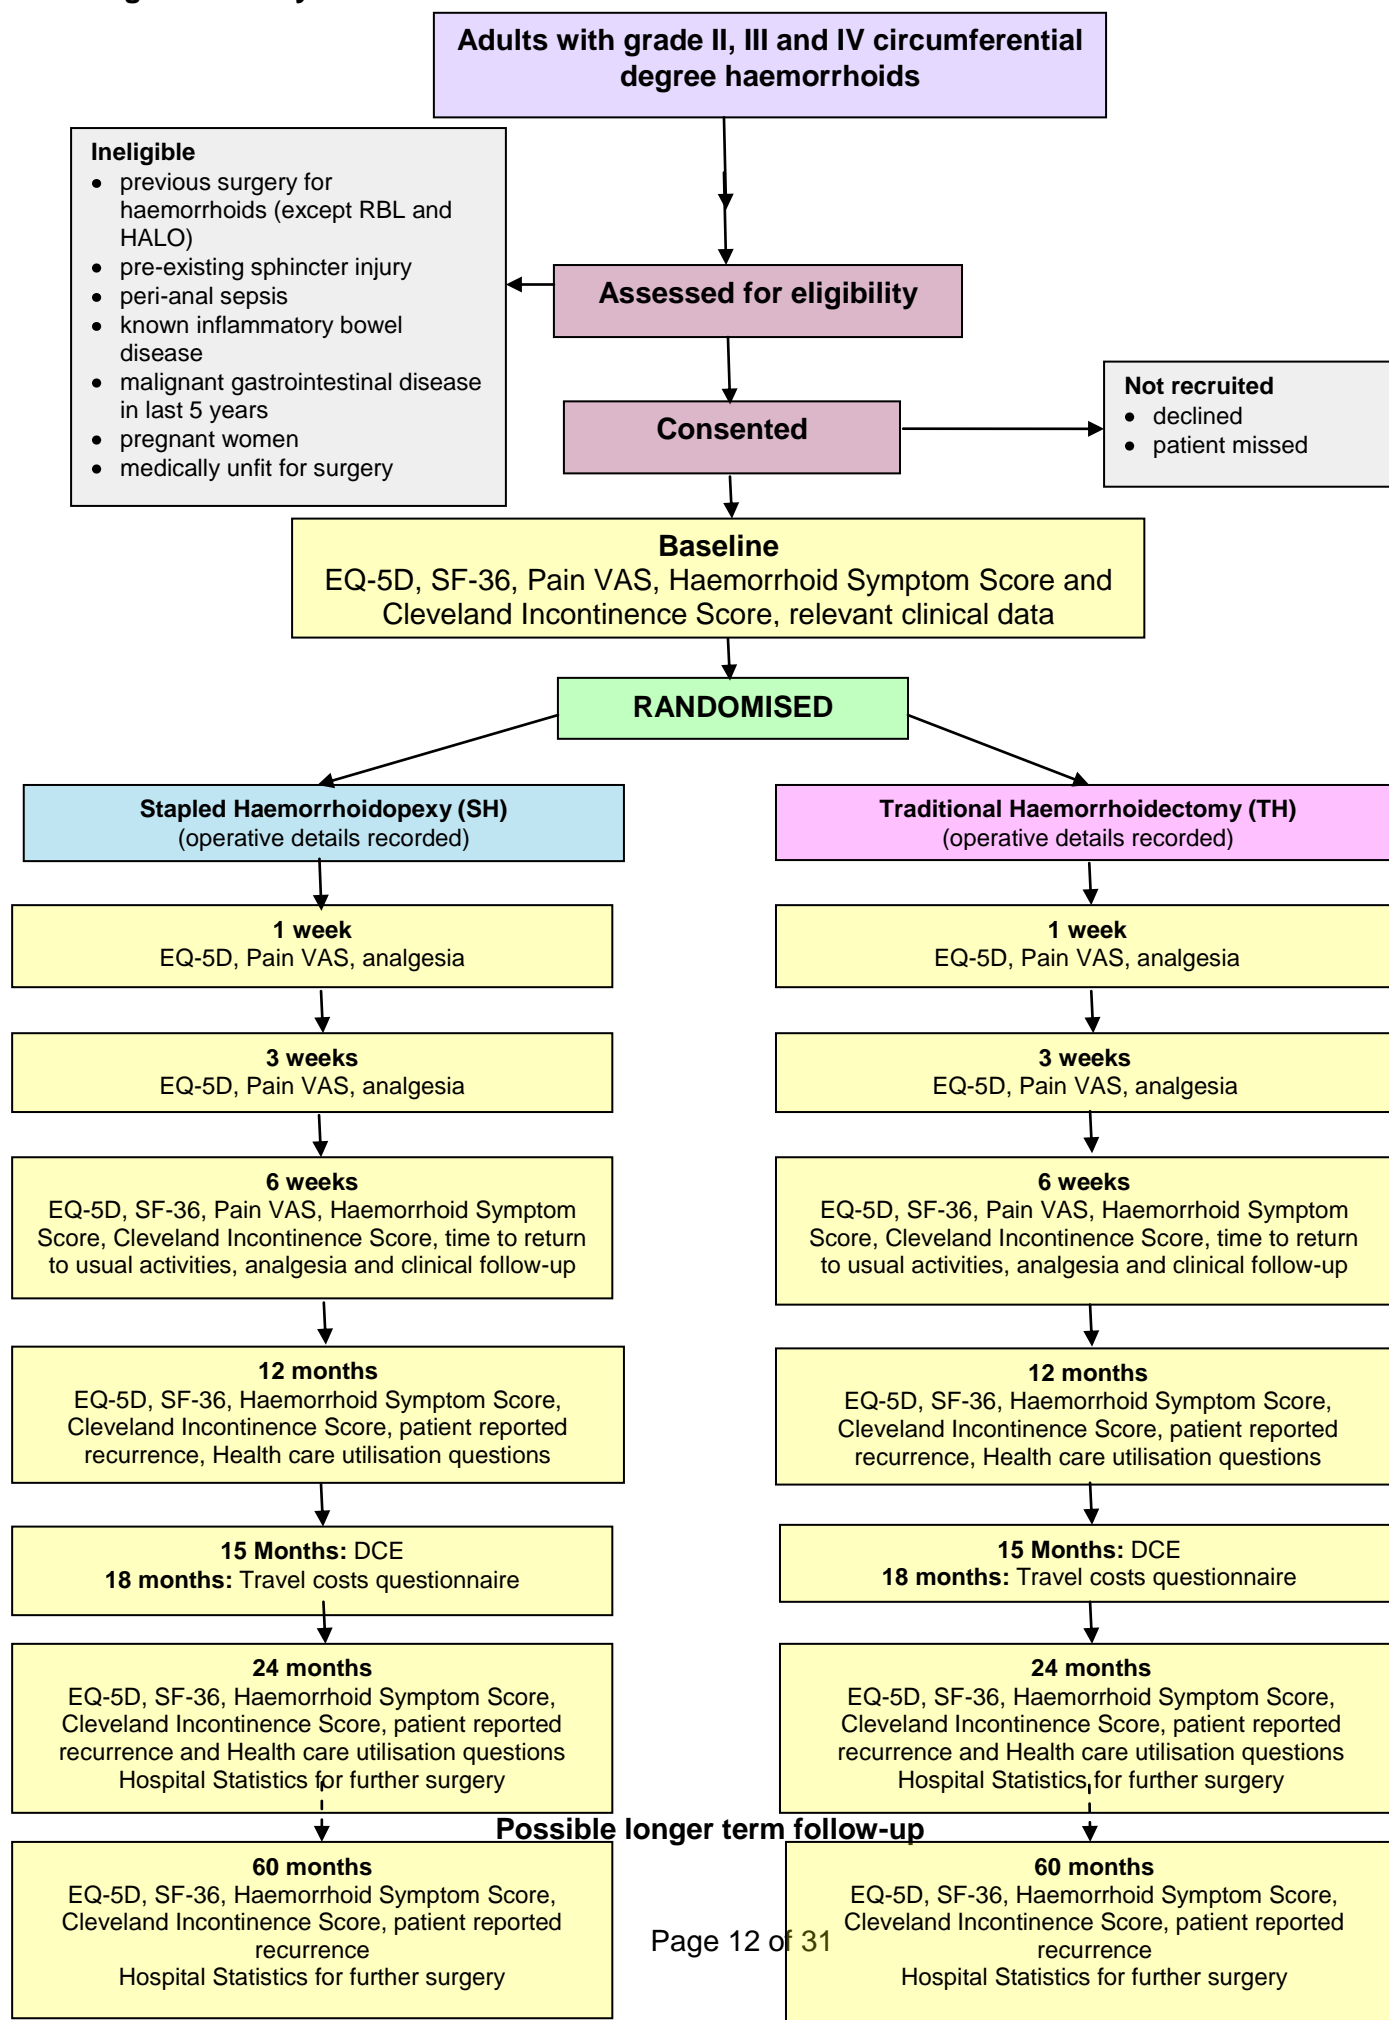 Adults with grade II, III and IV circumferential
degree haemorrhoids
Ineligible
• previous surgery for
haemorrhoids (except RBL and
HALO)
• pre-existing sphincter injury
• peri-anal sepsis
• known inflammatory bowel
disease
• malignant gastrointestinal disease
in last 5 years
• pregnant women
• medically unfit for surgery
Assessed for eligibility
Consented
Not recruited
• declined
• patient missed
Baseline
EQ-5D, SF-36, Pain VAS, Haemorrhoid Symptom Score and
Cleveland Incontinence Score, relevant clinical data
RANDOMISED
Stapled Haemorrhoidopexy (SH)
(operative details recorded)
1 week
EQ-5D, Pain VAS, analgesia
3 weeks
EQ-5D, Pain VAS, analgesia
6 weeks
EQ-5D, SF-36, Pain VAS, Haemorrhoid Symptom
Score, Cleveland Incontinence Score, time to return
to usual activities, analgesia and clinical follow-up
12 months
EQ-5D, SF-36, Haemorrhoid Symptom Score,
Cleveland Incontinence Score, patient reported
recurrence, Health care utilisation questions
15 Months: DCE
18 months: Travel costs questionnaire
24 months
EQ-5D, SF-36, Haemorrhoid Symptom Score,
Cleveland Incontinence Score, patient reported
recurrence and Health care utilisation questions
Hospital Statistics for further surgery
Traditional Haemorrhoidectomy (TH)
(operative details recorded)
1 week
EQ-5D, Pain VAS, analgesia
3 weeks
EQ-5D, Pain VAS, analgesia
6 weeks
EQ-5D, SF-36, Pain VAS, Haemorrhoid Symptom
Score, Cleveland Incontinence Score, time to return
to usual activities, analgesia and clinical follow-up
12 months
EQ-5D, SF-36, Haemorrhoid Symptom Score,
Cleveland Incontinence Score, patient reported
recurrence, Health care utilisation questions
15 Months: DCE
18 months: Travel costs questionnaire
24 months
EQ-5D, SF-36, Haemorrhoid Symptom Score,
Cleveland Incontinence Score, patient reported
recurrence and Health care utilisation questions
Hospital Statistics for further surgery
Possible longer term follow-up
60 months
EQ-5D, SF-36, Haemorrhoid Symptom Score,
Cleveland Incontinence Score, patient reported
recurrence
Hospital Statistics for further surgery
60 months
EQ-5D, SF-36, Haemorrhoid Symptom Score,
Cleveland Incontinence Score, patient reported
recurrence
Hospital Statistics for further surgery
Page 12 of 31